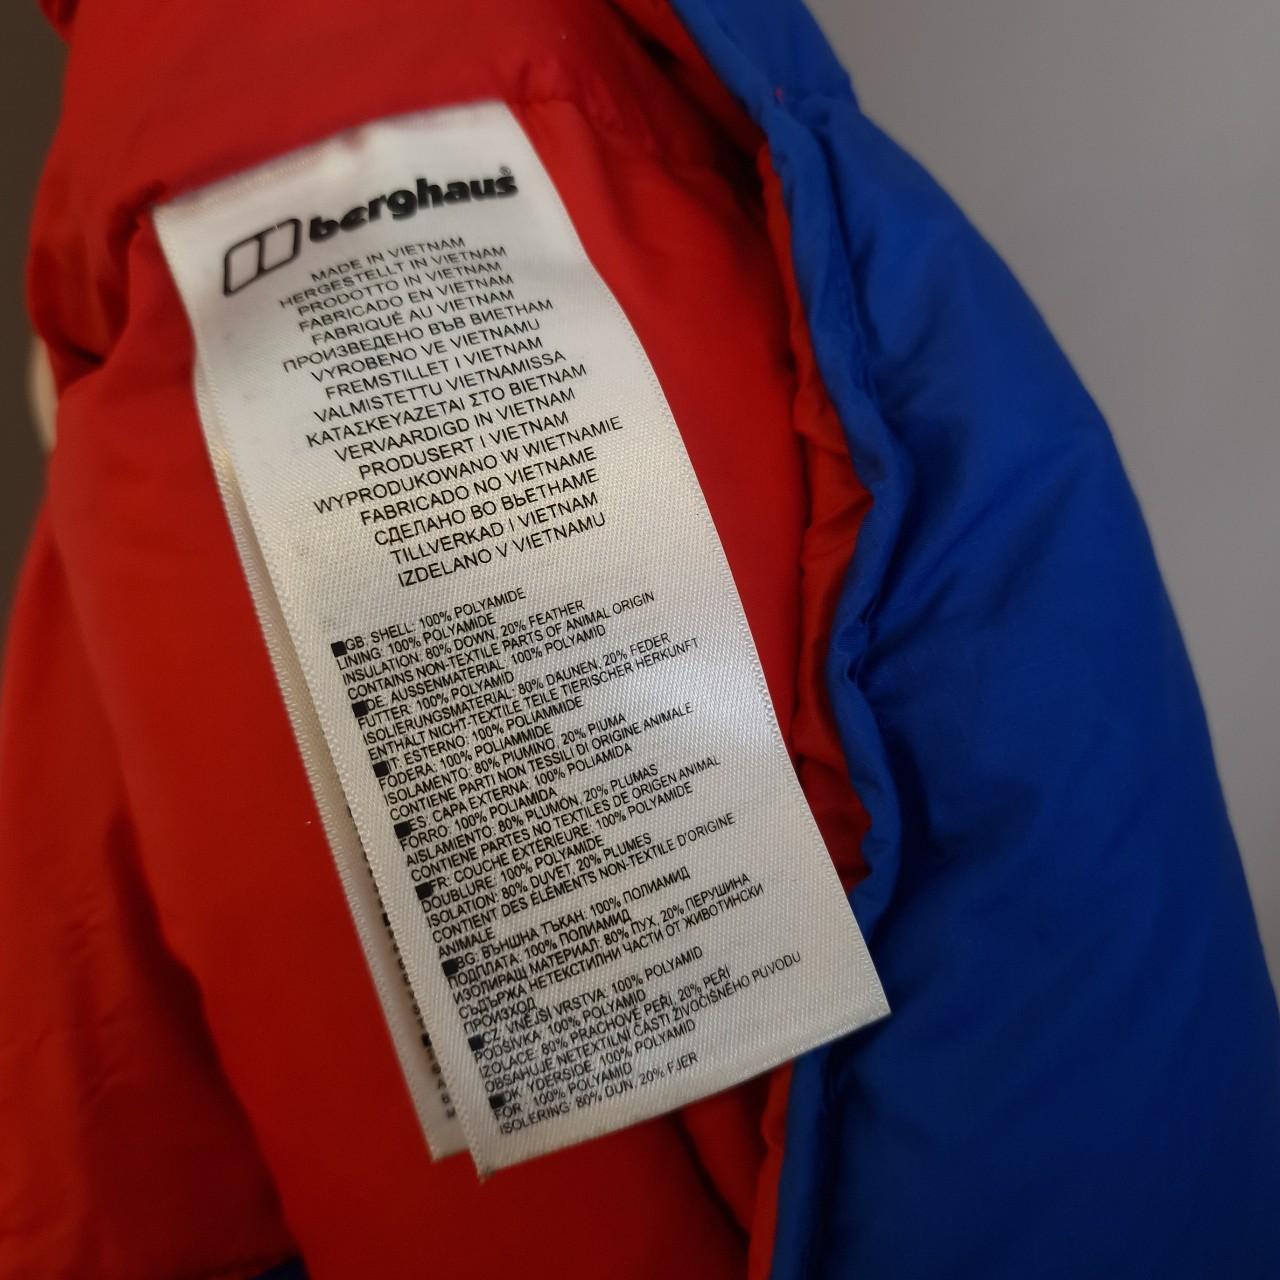 berghaus®
MADE IN VIETNAM
HERGESTELLT IN VIETNAM
PRODOTTO IN VIETNAM
FABRICADO EN VIETNAM
FABRIQUÉ AU VIETNAM
ПРОИЗВЕДЕНО ВЪВ ВИЕТНАМ
VYROBENO VE VIETNAMU
FREMSTILLET I VIETNAM
VALMISTETTU VIETNAMISSA
ΚΑΤΑΣΚΕΥΑΖΕΤΑΙ ΣΤΟ ΒΙΕΤΝΑΜ
VERVAARDIGD IN VIETNAM
PRODUSERT I VIETNAM
WYPRODUKOWANO W WIETNAMIE
FABRICADO NO VIETNAME
СДЕЛАНО ВО ВЬЕТНАМЕ
TILLVERKAD I VIETNAM
IZDELANO V VIETNAMU
GB: SHELL: 100% POLYAMIDE
LINING: 100% POLYAMIDE
INSULATION: 80% DOWN, 20% FEATHER
CONTAINS NON-TEXTILE PARTS OF ANIMAL ORIGIN
DE: AUSSENMATERIAL: 100% POLYAMID
FUTTER: 100% POLYAMID
ISOLIERUNGSMATERIAL: 80% DAUNEN, 20% FEDER
ENTHÄLT NICHT-TEXTILE TEILE TIERISCHER HERKUNFT
IT: ESTERNO: 100% POLIAMMIDE
FODERA: 100% POLIAMMIDE
ISOLAMENTO: 80% PIUMINO, 20% PIUMA
CONTIENE PARTI NON TESSILI DI ORIGINE ANIMALE
ES: CAPA EXTERNA: 100% POLIAMIDA
FORRO: 100% POLIAMIDA
AISLAMIENTO: 80% PLUMÓN, 20% PLUMAS
CONTIENE PARTES NO TEXTILES DE ORIGEN ANIMAL
FR: COUCHE EXTÉRIEURE: 100% POLYAMIDE
DOUBLURE: 100% POLYAMIDE
ISOLATION: 80% DUVET, 20% PLUMES
CONTIENT DES ÉLÉMENTS NON-TEXTILE D'ORIGINE
ANIMALE
BG: ВЪНШНА ТЪКАН: 100% ПОЛИАМИД
ПОДПЛАТА: 100% ПОЛИАМИД
ИЗОЛИРАЩ МАТЕРИАЛ: 80% ПУХ, 20% ПЕРУШИНА
СЪДЪРЖА НЕТЕКСТИЛНИ ЧАСТИ ОТ ЖИВОТИНСКИ
ПРОИЗХОД
CZ: VNĚJŠÍ VRSTVA: 100% POLYAMID
PODŠÍVKA: 100% POLYAMID
IZOLACE: 80% PRACHOVÉ PEŘÍ, 20% PEŘÍ
OBSAHUJE NETEXTILNÍ ČÁSTI ŽIVOČIŠNÉHO PŮVODU
DK: YDERSIDE: 100% POLYAMID
FOR: 100% POLYAMID
ISOLERING: 80% DUN, 20% FJER